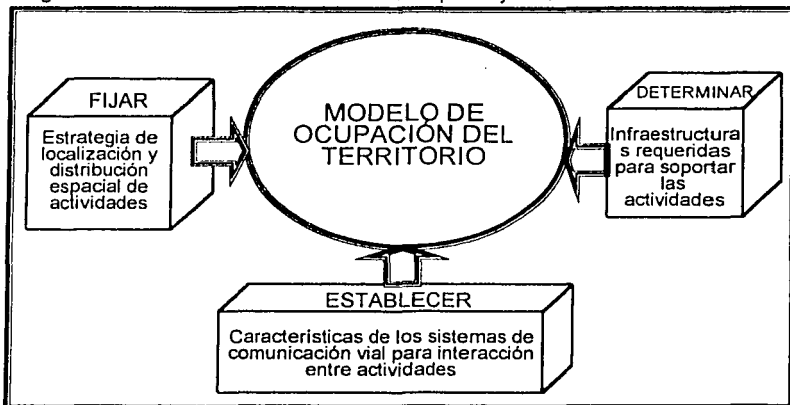 FIJAR
Estrategia de
localización y
distribución
espacial de
actividades
MODELO DE
OCUPACIÓN DEL
TERRITORIO
DETERMINAR
Infraestructura
s requeridas
para soportar
las
actividades
ESTABLECER
Características de los sistemas de
comunicación vial para interacción
entre actividades